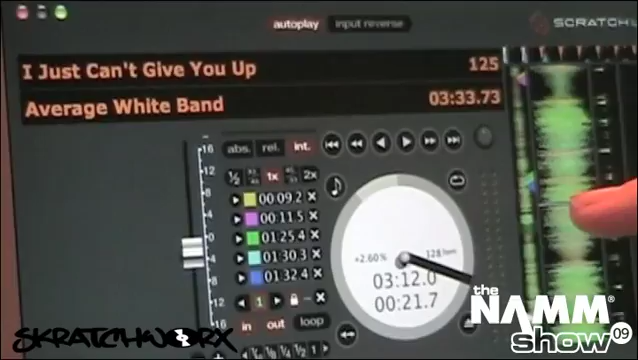 autoplay input reverse
SCRATCH
I Just Can't Give You Up 125
Average White Band 03:33.73
abs. rel. int.
1x 2x
00:09.2
00:11.5
01:25.4
01:30.3
01:32.4
1
in out loop
+2.60%
03:12.0
00:21.7
16
12
8
4
0
4
8
12
the
NAMM
show 09
SKRATCHWORX